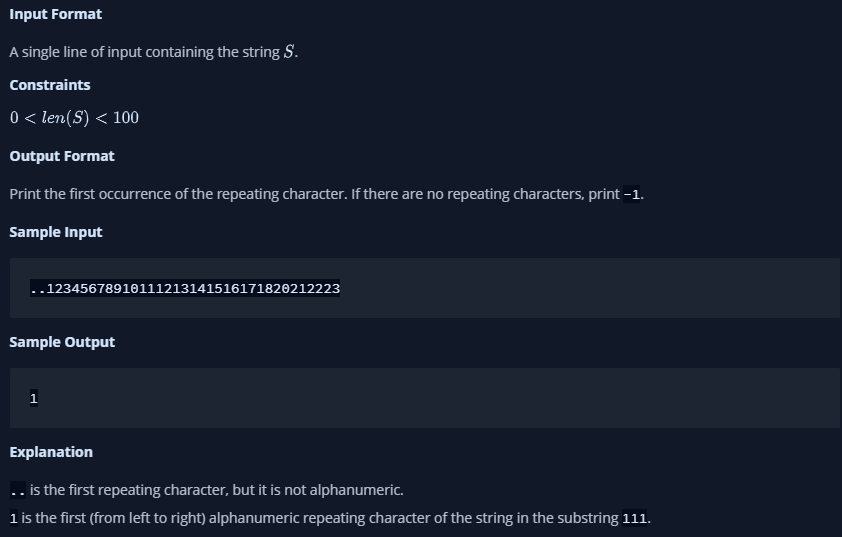 Input Format
A single line of input containing the string S.
Constraints
0 < len(S) < 100
Output Format
Print the first occurrence of the repeating character. If there are no repeating characters, print -1.
Sample Input
..12345678910111213141516171820212223
Sample Output
1
Explanation
.. is the first repeating character, but it is not alphanumeric.
1 is the first (from left to right) alphanumeric repeating character of the string in the substring 111.